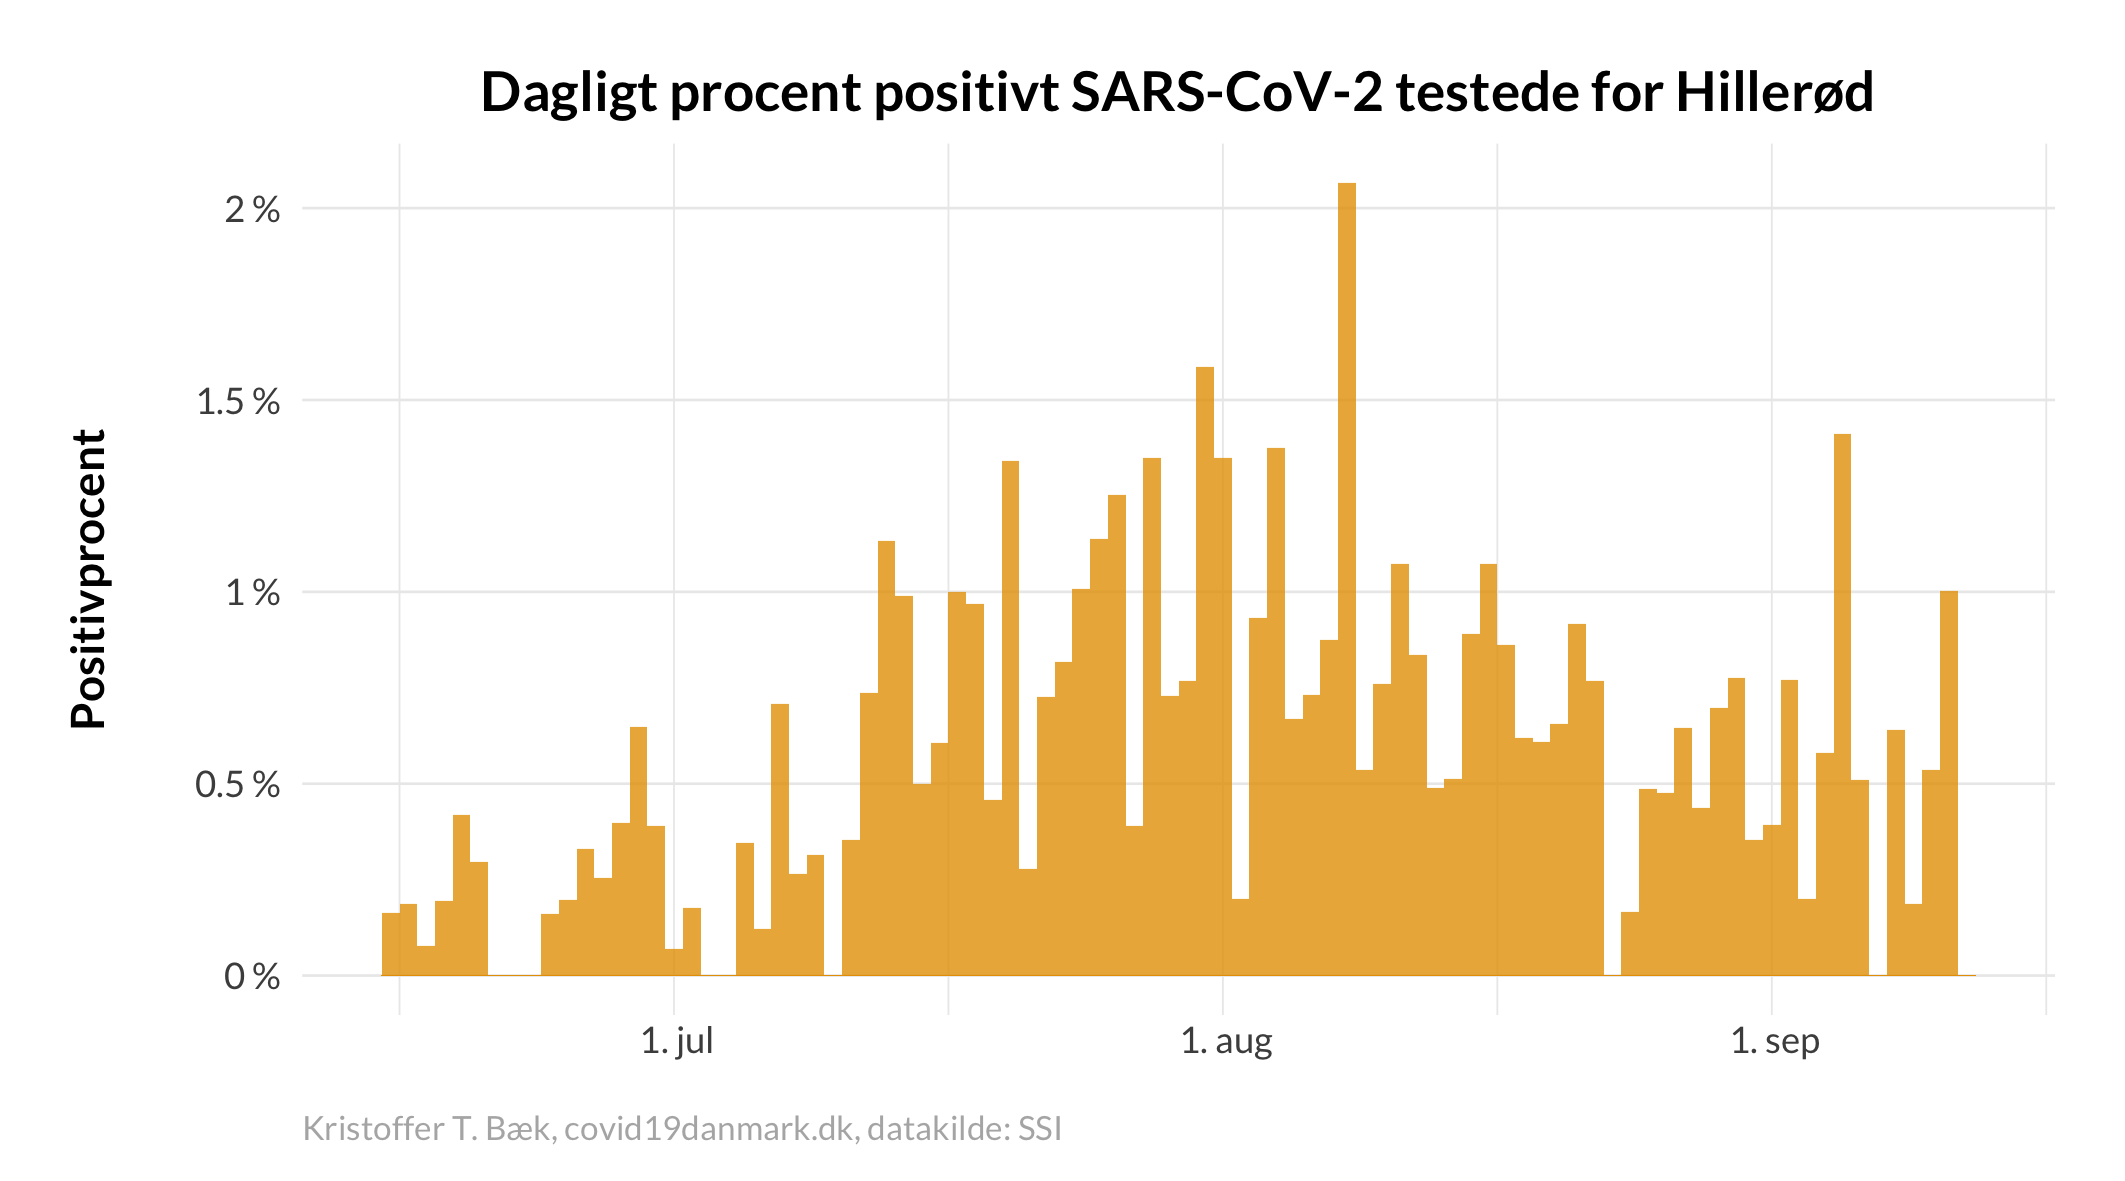 Dagligt procent positivt SARS-CoV-2 testede for Hillerød
Positivprocent
2 %
1.5 %
1 %
0.5 %
0 %
1. jul
1. aug
1. sep
Kristoffer T. Bæk, covid19danmark.dk, datakilde: SSI